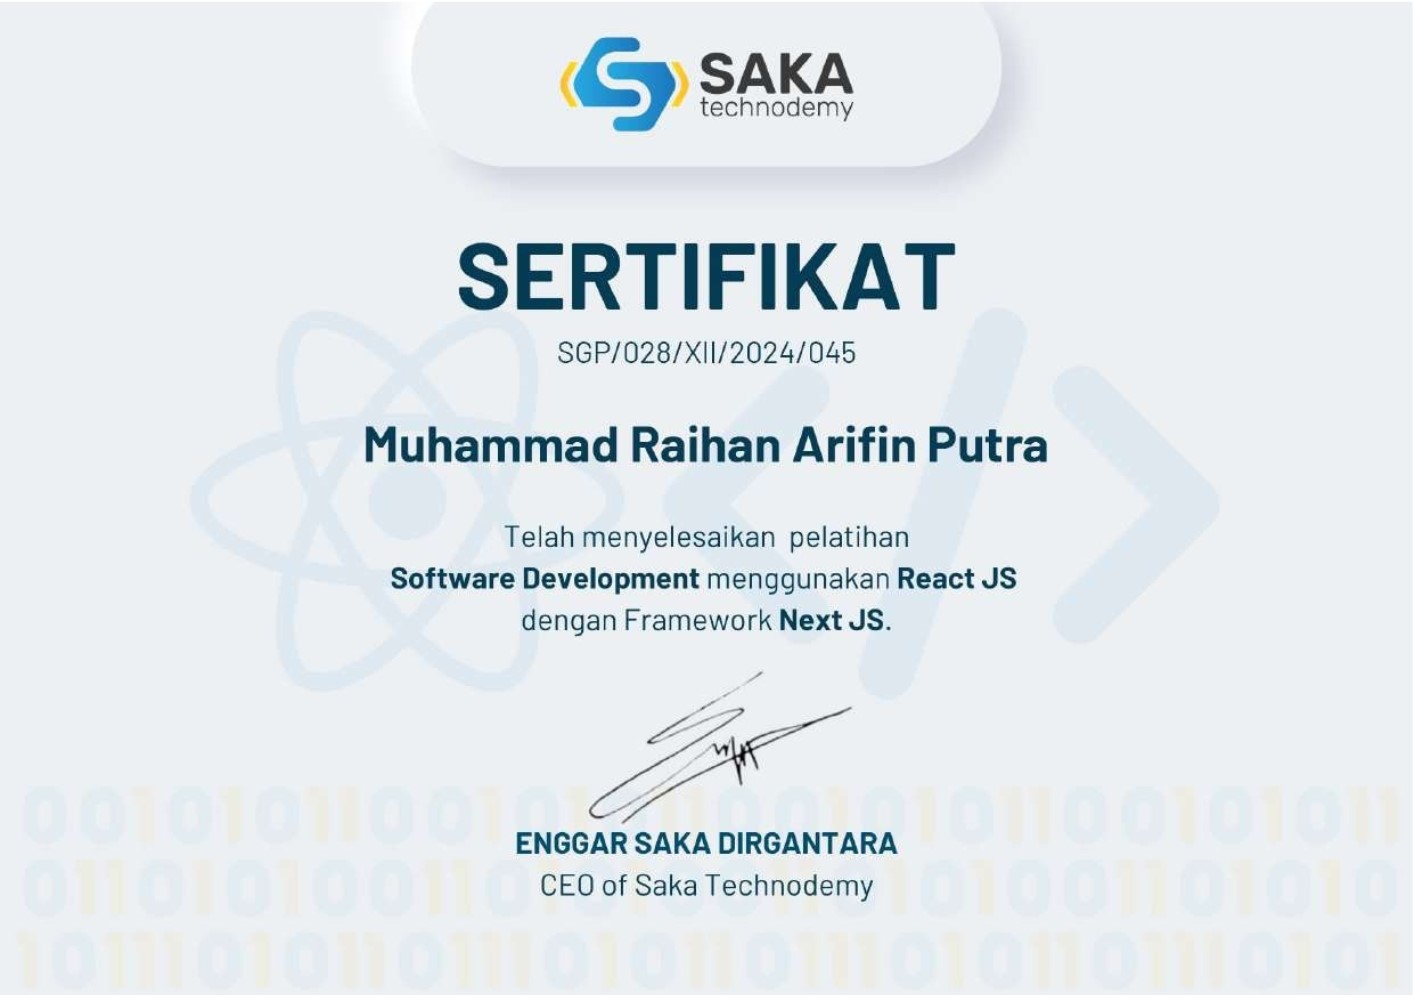 SAKA
technodemy
SERTIFIKAT
SGP/028/XII/2024/045
Muhammad Raihan Arifin Putra
Telah menyelesaikan pelatihan
Software Development menggunakan React JS
dengan Framework Next JS.
ENGGAR SAKA DIRGANTARA
CEO of Saka Technodemy